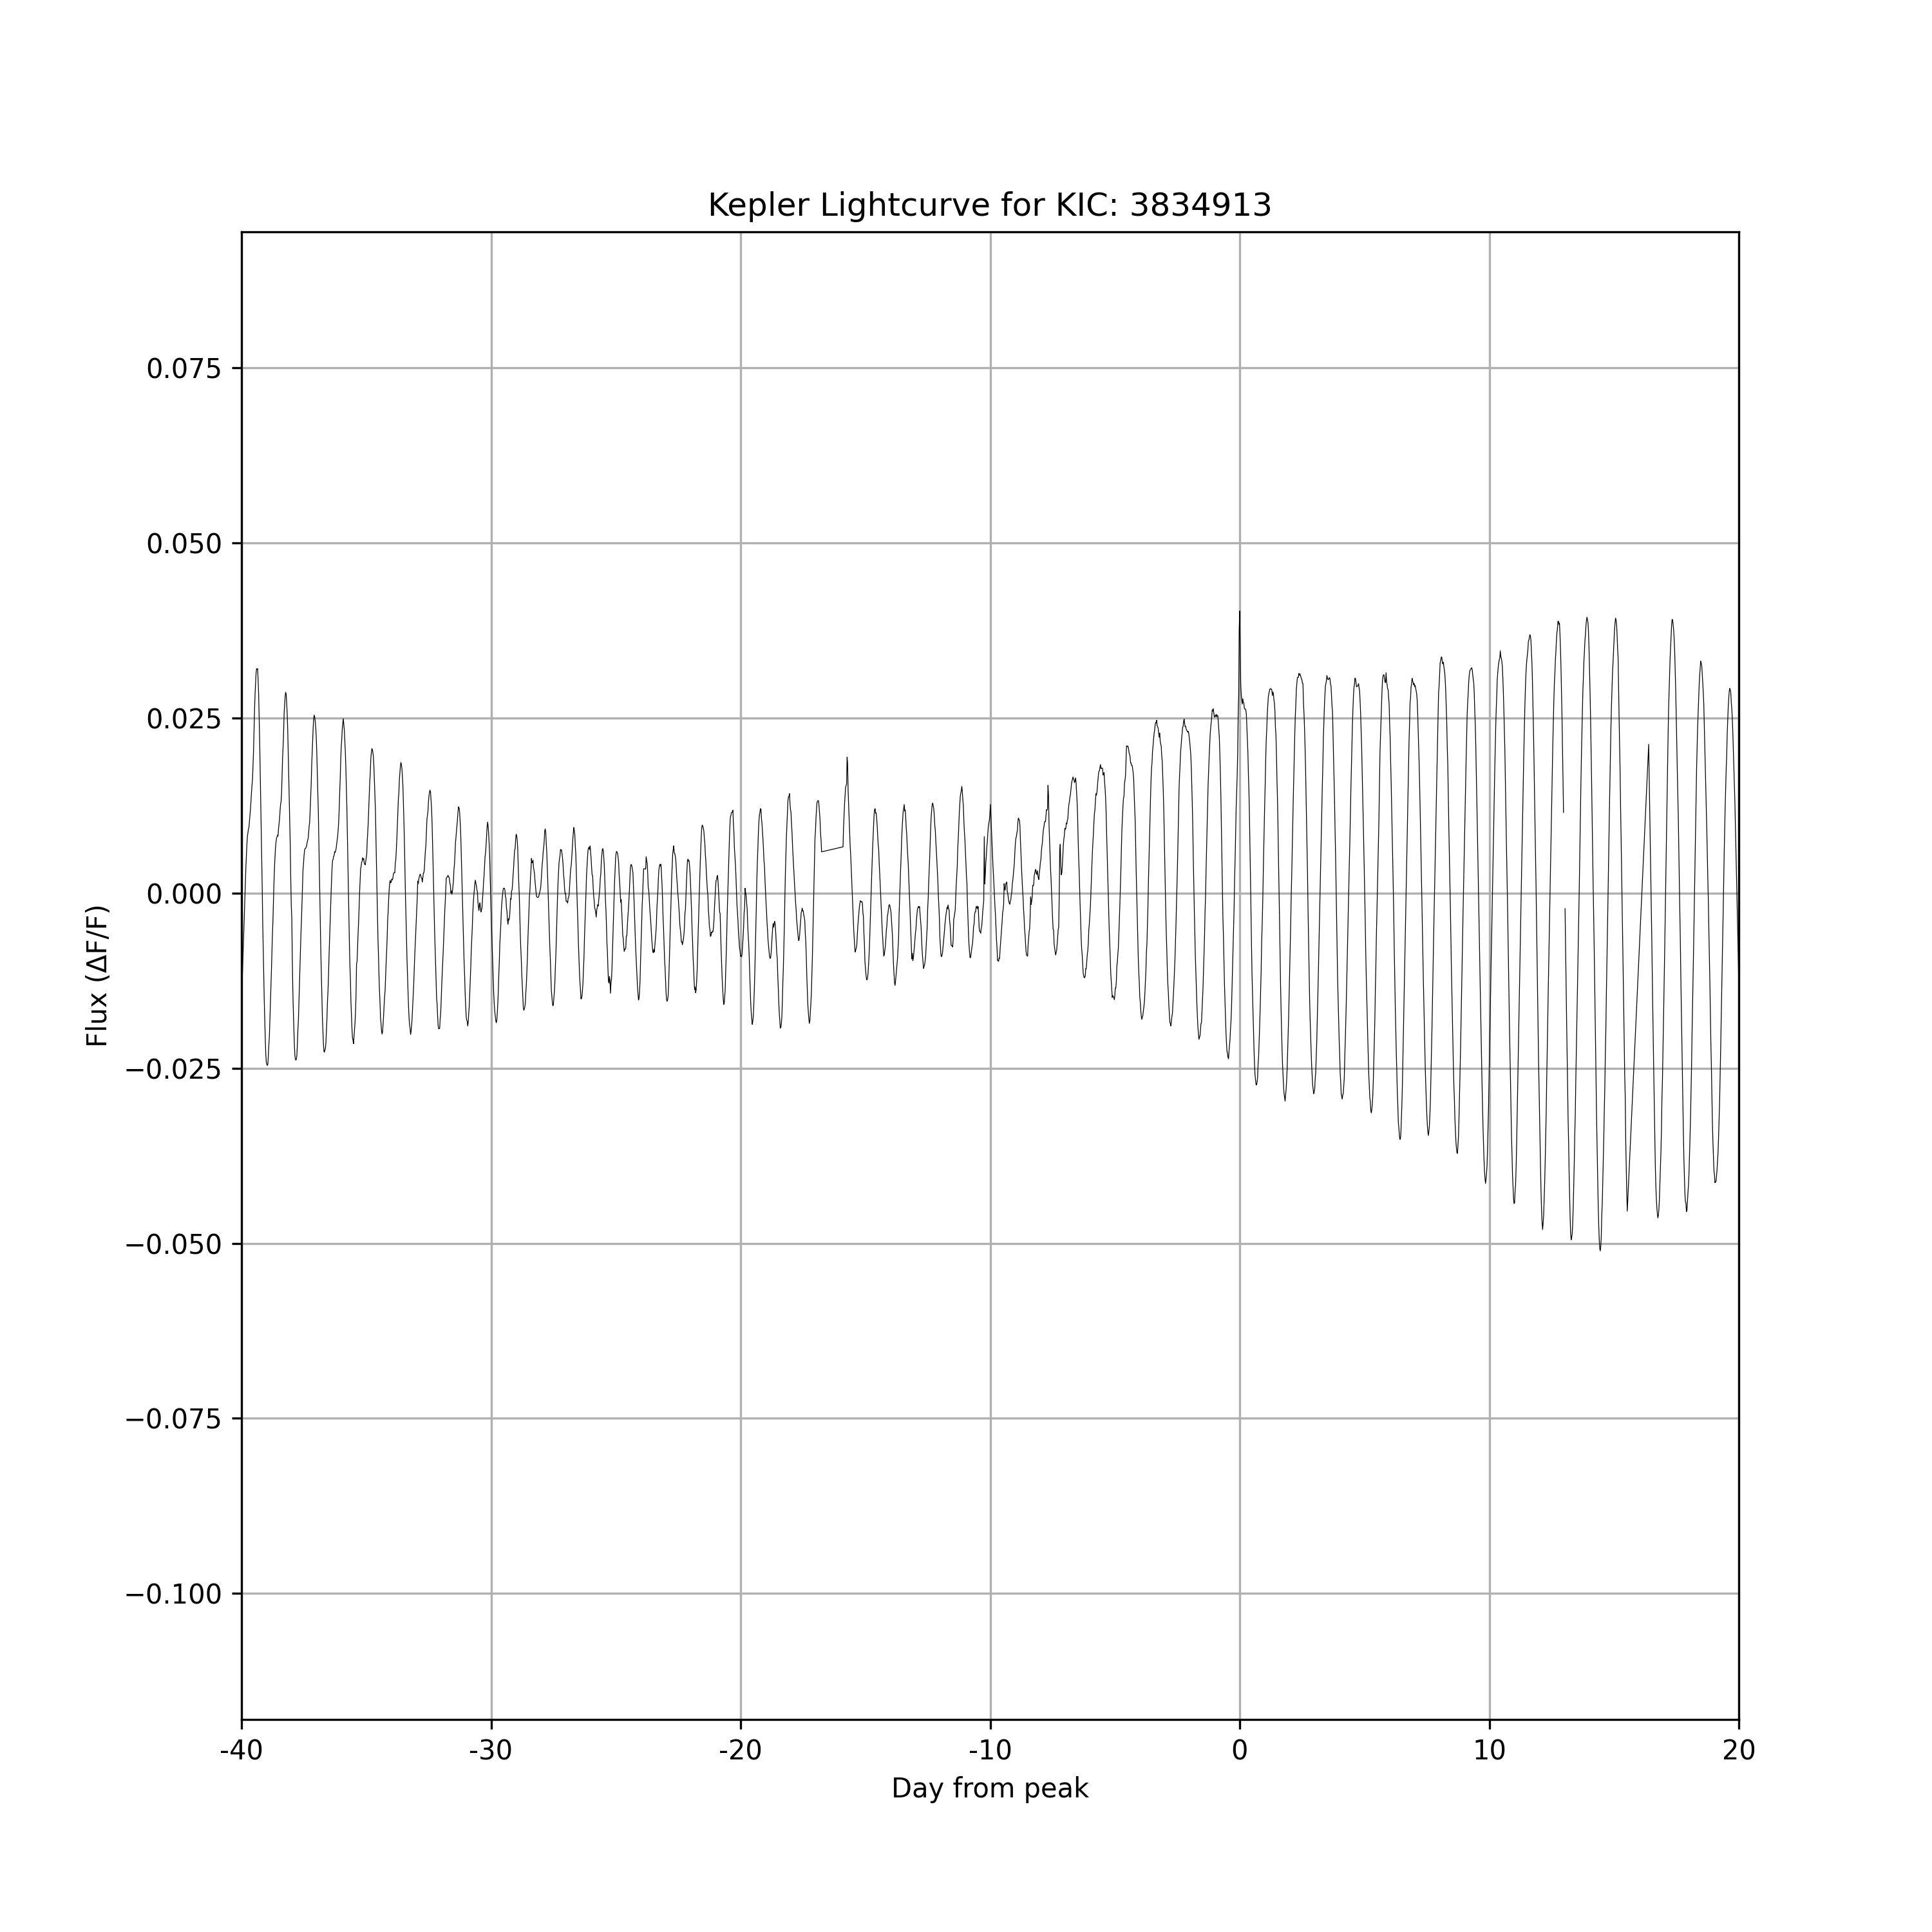 Kepler Lightcurve for KIC: 3834913
Flux (ΔF/F)
0.075
0.050
0.025
0.000
−0.025
−0.050
−0.075
−0.100
-40 -30 -20 -10 0 10 20
Day from peak